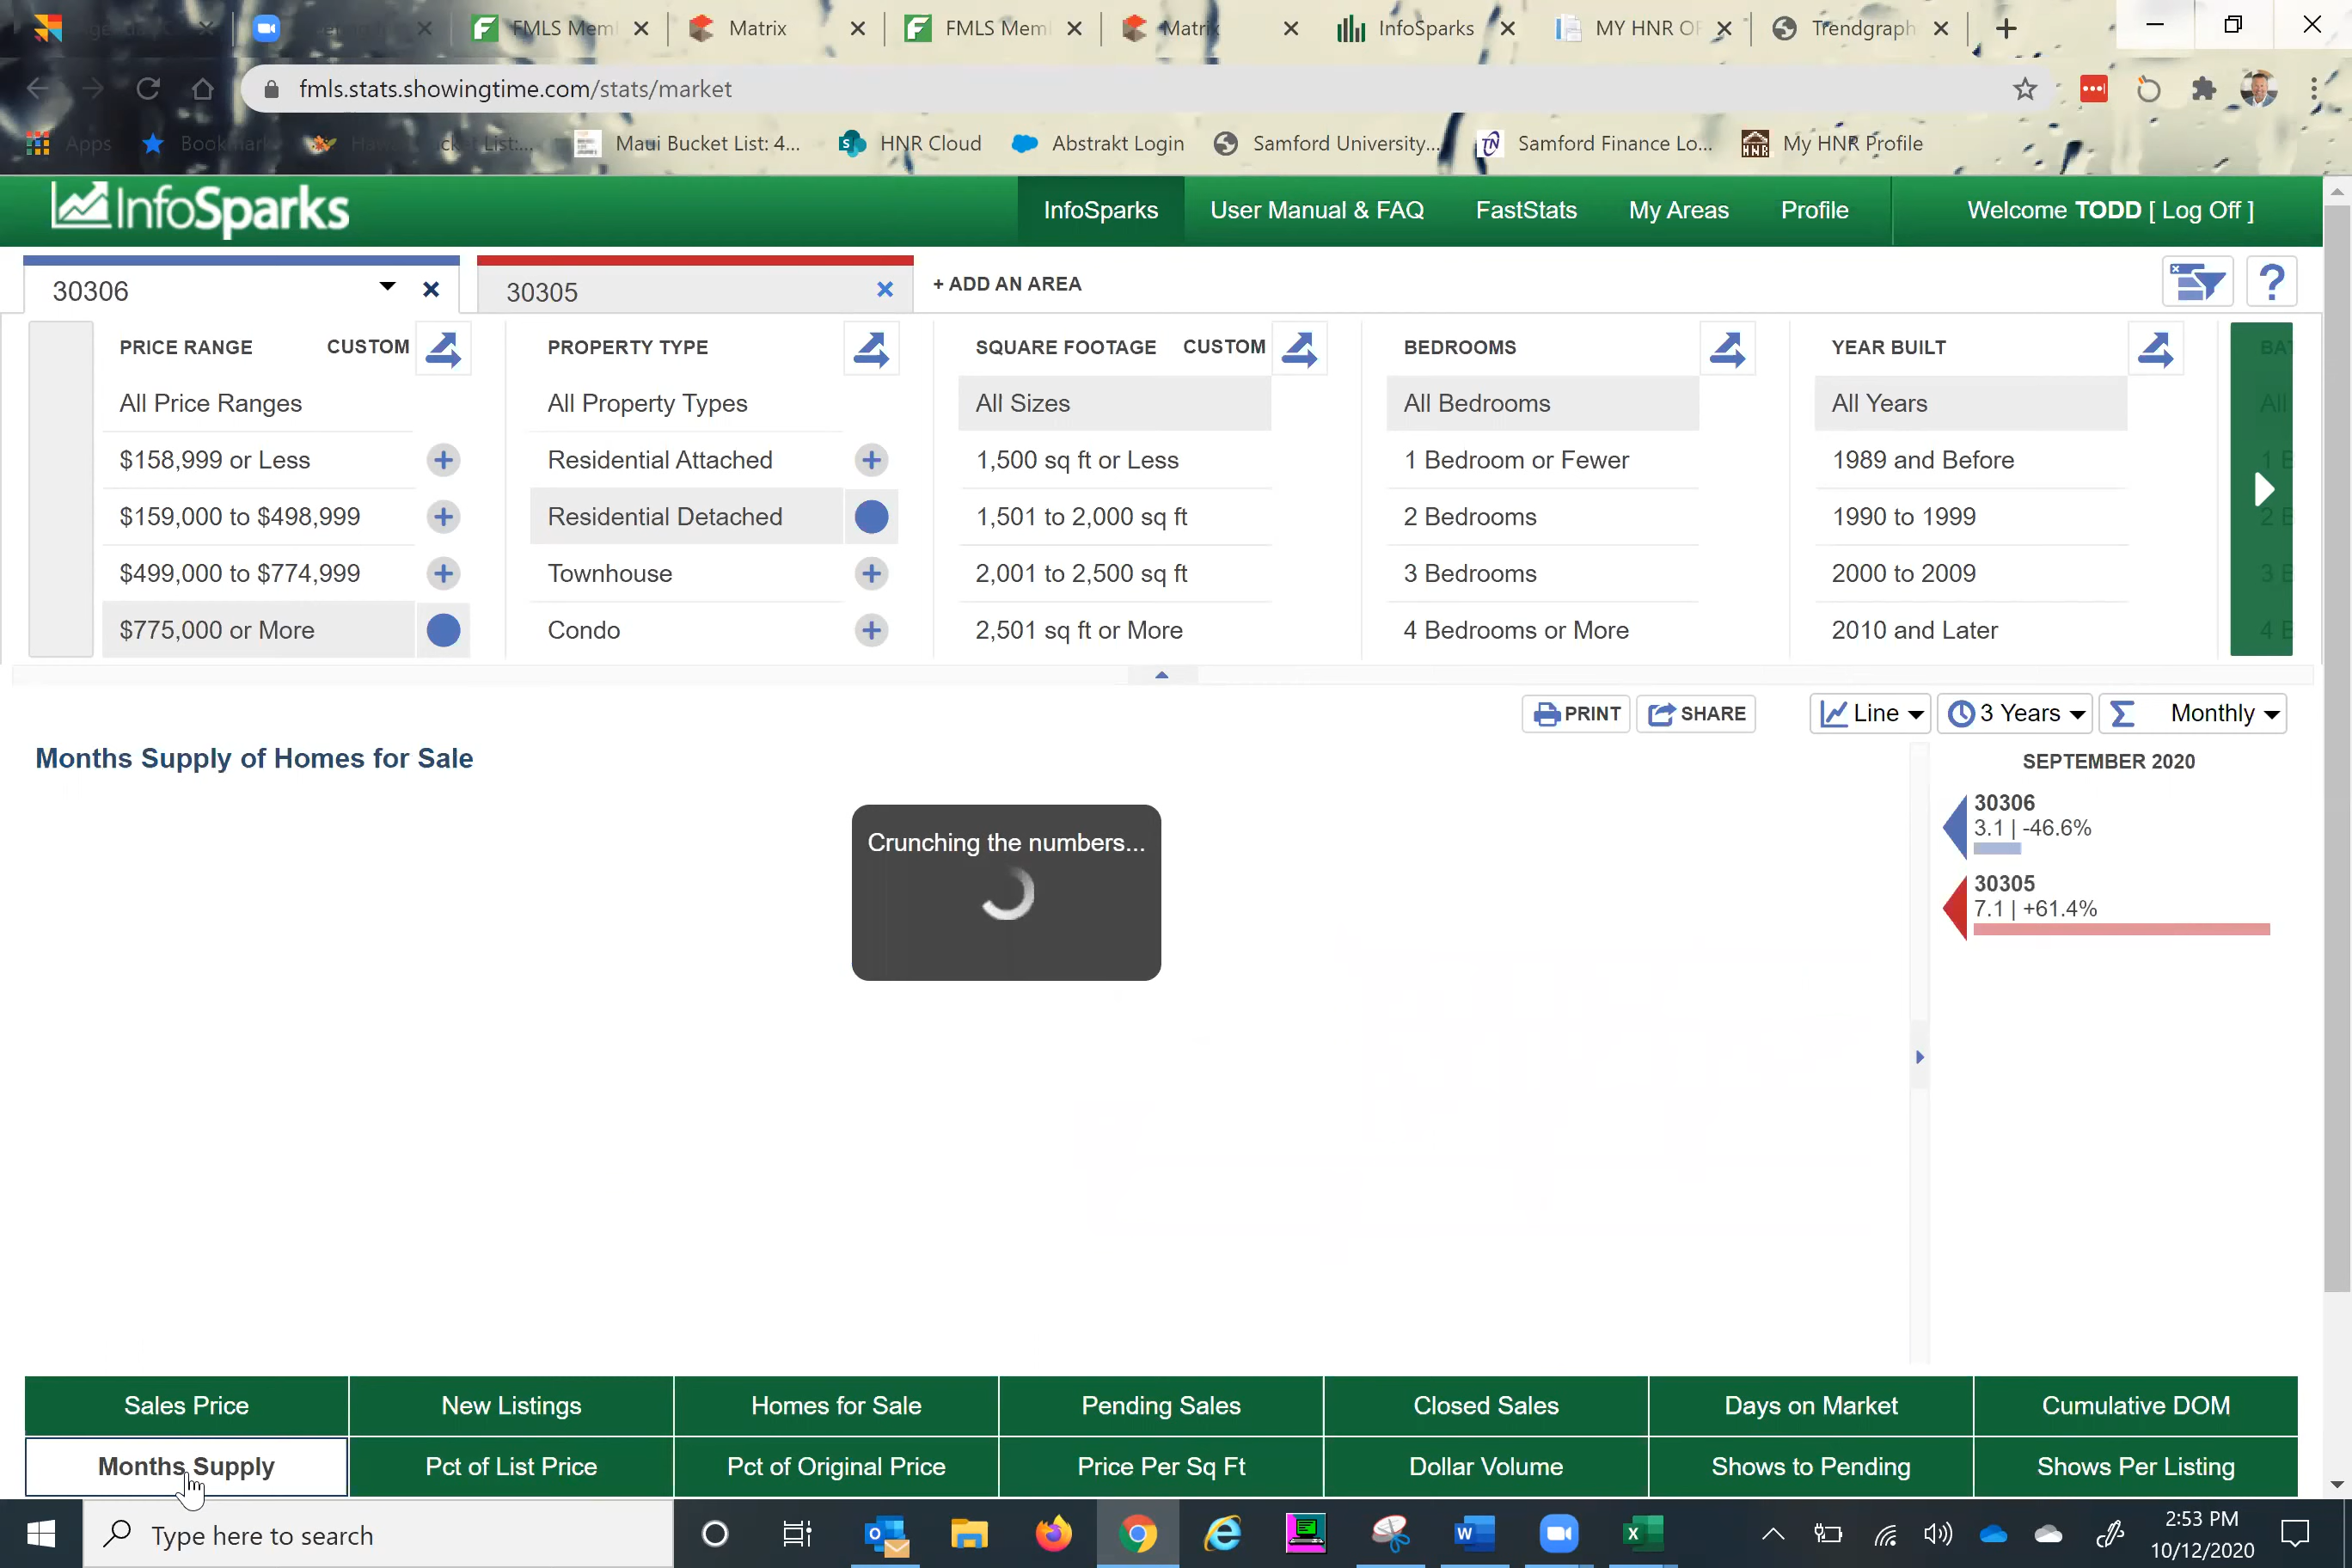 FMLS Mem
Matrix
FMLS Mem
Matrix
InfoSparks
MY HNR OF
Trendgraph
fmls.stats.showingtime.com/stats/market
Apps
Bookmark
Maui Bucket List: 4...
HNR Cloud
Abstrakt Login
Samford University...
Samford Finance Lo...
My HNR Profile
InfoSparks
InfoSparks
User Manual & FAQ
FastStats
My Areas
Profile
Welcome TODD [ Log Off ]
30306
30305
+ ADD AN AREA
?
PRICE RANGE
CUSTOM
All Price Ranges
$158,999 or Less
$159,000 to $498,999
$499,000 to $774,999
$775,000 or More
PROPERTY TYPE
All Property Types
Residential Attached
Residential Detached
Townhouse
Condo
SQUARE FOOTAGE
CUSTOM
All Sizes
1,500 sq ft or Less
1,501 to 2,000 sq ft
2,001 to 2,500 sq ft
2,501 sq ft or More
BEDROOMS
All Bedrooms
1 Bedroom or Fewer
2 Bedrooms
3 Bedrooms
4 Bedrooms or More
YEAR BUILT
All Years
1989 and Before
1990 to 1999
2000 to 2009
2010 and Later
PRINT
SHARE
Line
3 Years
Monthly
Months Supply of Homes for Sale
Crunching the numbers...
SEPTEMBER 2020
30306
3.1 | -46.6%
30305
7.1 | +61.4%
Sales Price
New Listings
Homes for Sale
Pending Sales
Closed Sales
Days on Market
Cumulative DOM
Months Supply
Pct of List Price
Pct of Original Price
Price Per Sq Ft
Dollar Volume
Shows to Pending
Shows Per Listing
Type here to search
2:53 PM
10/12/2020